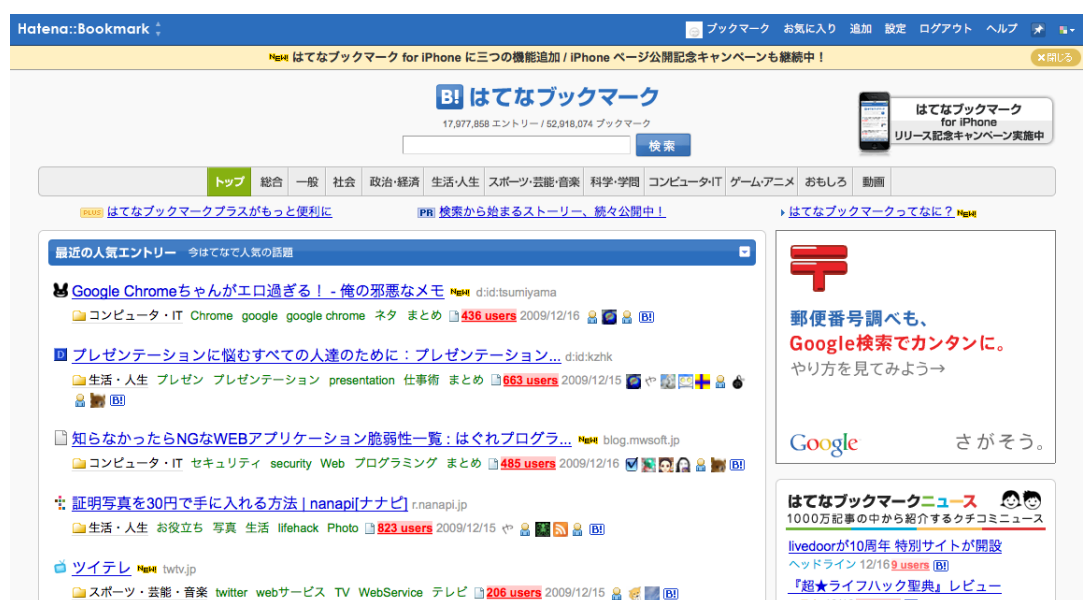 Hatena::Bookmark
ブックマーク お気に入り 追加 設定 ログアウト ヘルプ
NEW! はてなブックマーク for iPhone に三つの機能追加 / iPhone ページ公開記念キャンペーンも継続中！ ×閉じる
B! はてなブックマーク
17,977,858 エントリー / 52,918,074 ブックマーク
検索
はてなブックマーク
for iPhone
リリース記念キャンペーン実施中
トップ 総合 一般 社会 政治・経済 生活・人生 スポーツ・芸能・音楽 科学・学問 コンピュータ・IT ゲーム・アニメ おもしろ 動画
PLUS はてなブックマークプラスがもっと便利に PR 検索から始まるストーリー、続々公開中！ はてなブックマークってなに？ NEW!
最近の人気エントリー 今はてなで人気の話題
Google Chromeちゃんがエロ過ぎる！ - 俺の邪悪なメモ NEW! d:id:tsumiyama
コンピュータ・IT Chrome google google chrome ネタ まとめ 436 users 2009/12/16 B!
D プレゼンテーションに悩むすべての人達のために：プレゼンテーション... d:id:kzhk
生活・人生 プレゼン プレゼンテーション presentation 仕事術 まとめ 663 users 2009/12/15 や
B!
知らなかったらNGなWEBアプリケーション脆弱性一覧 : はぐれプログラ... NEW! blog.mwsoft.jp
コンピュータ・IT セキュリティ security Web プログラミング まとめ 485 users 2009/12/16 B!
証明写真を30円で手に入れる方法 | nanapi[ナナピ] r.nanapi.jp
生活・人生 お役立ち 写真 生活 lifehack Photo 823 users 2009/12/15 や B!
ツイテレ NEW! twtv.jp
スポーツ・芸能・音楽 twitter webサービス TV WebService テレビ 206 users 2009/12/15 B!
郵便番号調べも、
Google検索でカンタンに。
やり方を見てみよう→
Google さがそう。
はてなブックマークニュース
1000万記事の中から紹介するクチコミニュース
livedoorが10周年 特別サイトが開設
ヘッドライン 12/16 9 users B!
『超★ライフハック聖典』レビュー